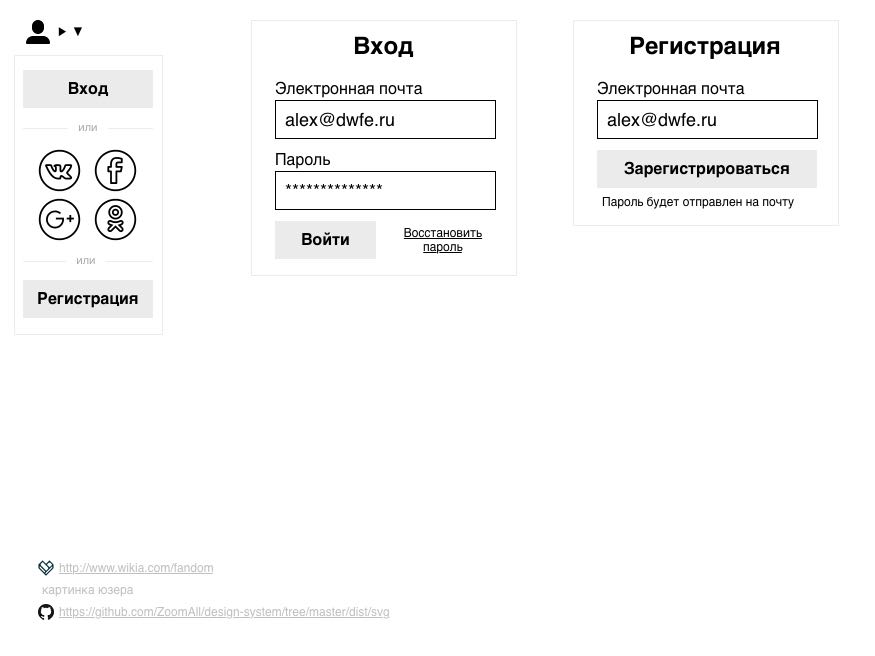 Вход
или
G+
или
Регистрация
Вход
Электронная почта
alex@dwfe.ru
Пароль
**************
Войти
Восстановить
пароль
Регистрация
Электронная почта
alex@dwfe.ru
Зарегистрироваться
Пароль будет отправлен на почту
http://www.wikia.com/fandom
картинка юзера
https://github.com/ZoomAll/design-system/tree/master/dist/svg